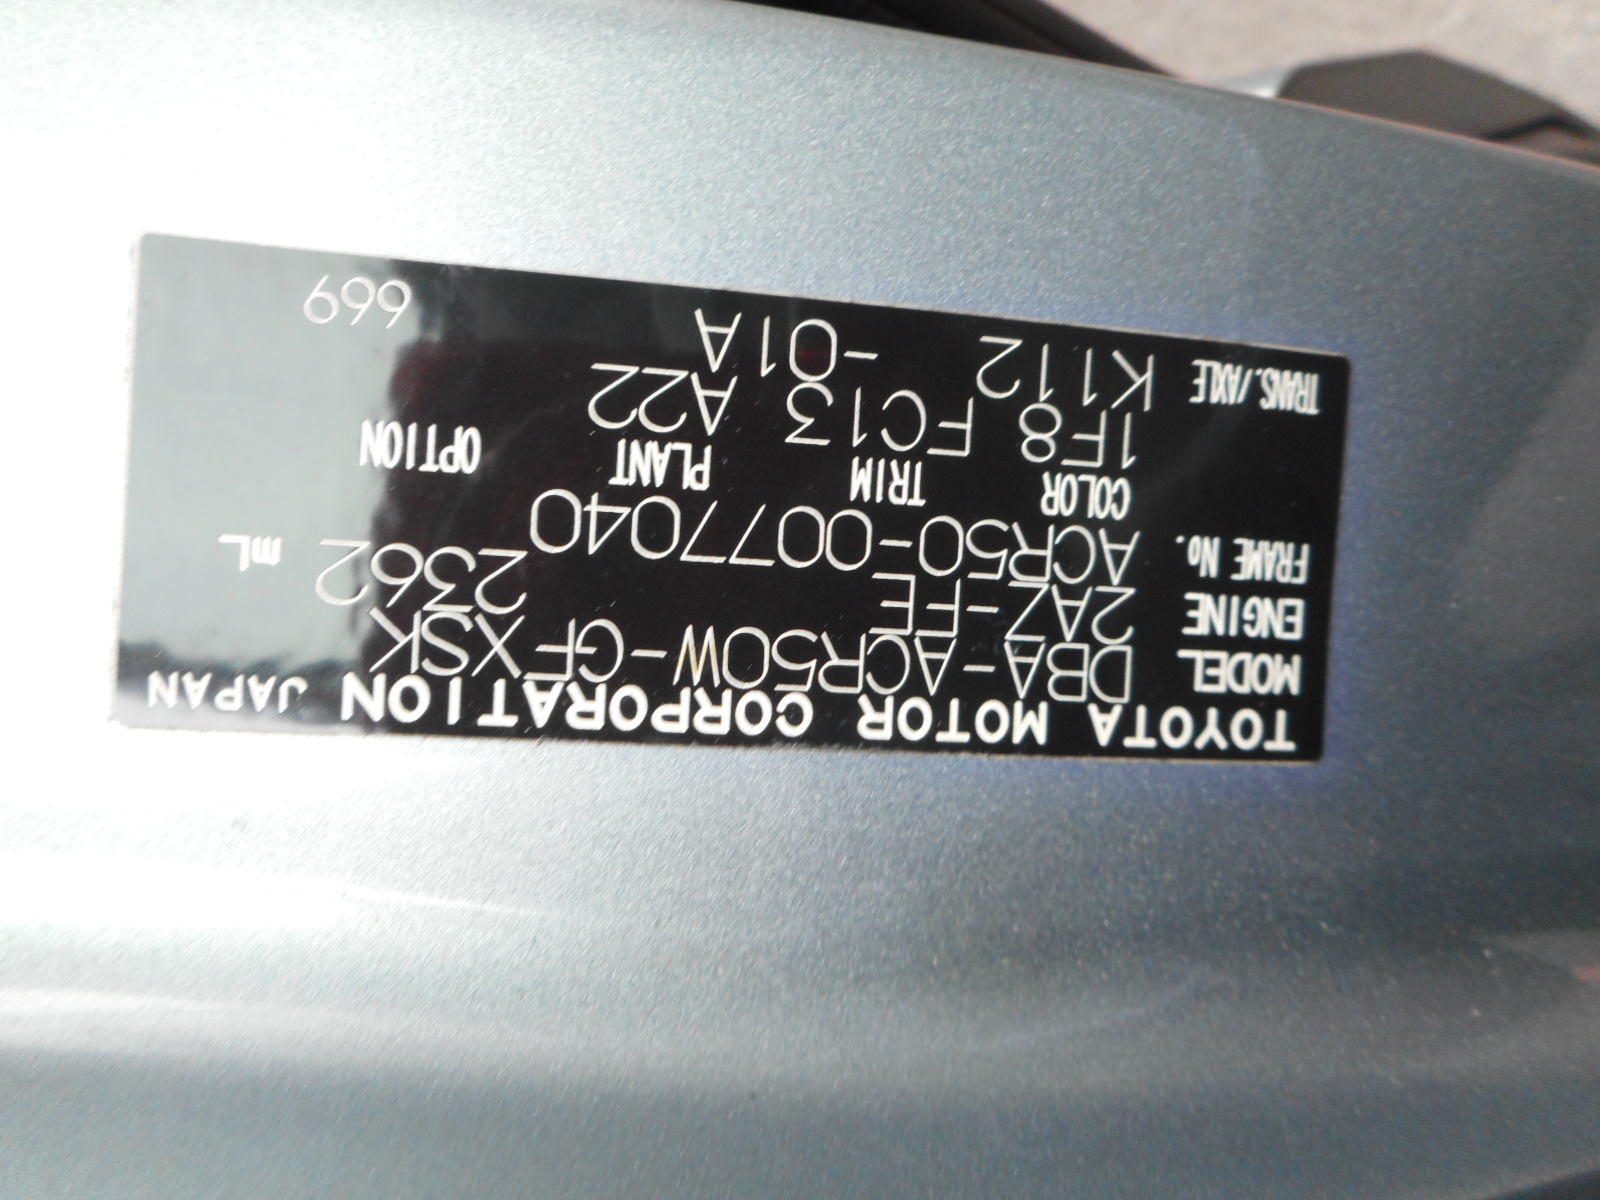 TOYOTA MOTOR CORPORATION JAPAN
MODEL DBA-ACR50W-GFXSK
ENGINE 2AZ-FE 2362 mL
FRAME No. ACR50-0077040
COLOR TRIM PLANT OPTION
1F8 FC13 A22
TRANS./AXLE K112 -01A
669